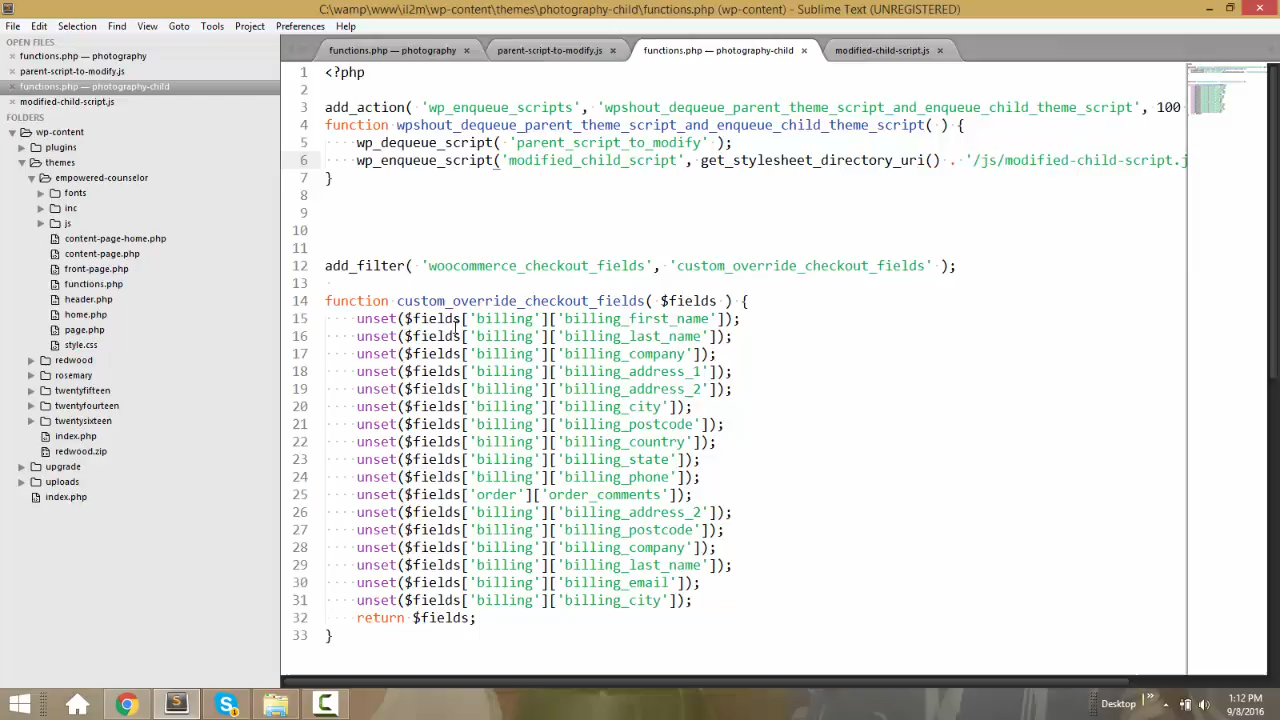 C:\wamp\www\il2m\wp-content\themes\photography-child\functions.php (wp-content) - Sublime Text (UNREGISTERED)
File Edit Selection Find View Goto Tools Project Preferences Help
OPEN FILES
functions.php — photography
parent-script-to-modify.js
functions.php — photography-child
modified-child-script.js
FOLDERS
wp-content
plugins
themes
empowered-counselor
fonts
inc
js
content-page-home.php
content-page.php
front-page.php
functions.php
header.php
home.php
page.php
style.css
redwood
rosemary
twentyfifteen
twentyfourteen
twentysixteen
index.php
redwood.zip
upgrade
uploads
index.php
functions.php — photography
parent-script-to-modify.js
functions.php — photography-child
modified-child-script.js
1 <?php
2
3 add_action( 'wp_enqueue_scripts', 'wpshout_dequeue_parent_theme_script_and_enqueue_child_theme_script', 100
4 function wpshout_dequeue_parent_theme_script_and_enqueue_child_theme_script( ) {
5 wp_dequeue_script( 'parent_script_to_modify' );
6 wp_enqueue_script('modified_child_script', get_stylesheet_directory_uri() . '/js/modified-child-script.j
7 }
8
9
10
11
12 add_filter( 'woocommerce_checkout_fields', 'custom_override_checkout_fields' );
13
14 function custom_override_checkout_fields( $fields ) {
15 unset($fields['billing']['billing_first_name']);
16 unset($fields['billing']['billing_last_name']);
17 unset($fields['billing']['billing_company']);
18 unset($fields['billing']['billing_address_1']);
19 unset($fields['billing']['billing_address_2']);
20 unset($fields['billing']['billing_city']);
21 unset($fields['billing']['billing_postcode']);
22 unset($fields['billing']['billing_country']);
23 unset($fields['billing']['billing_state']);
24 unset($fields['billing']['billing_phone']);
25 unset($fields['order']['order_comments']);
26 unset($fields['billing']['billing_address_2']);
27 unset($fields['billing']['billing_postcode']);
28 unset($fields['billing']['billing_company']);
29 unset($fields['billing']['billing_last_name']);
30 unset($fields['billing']['billing_email']);
31 unset($fields['billing']['billing_city']);
32 return $fields;
33 }
Desktop
1:12 PM
9/8/2016